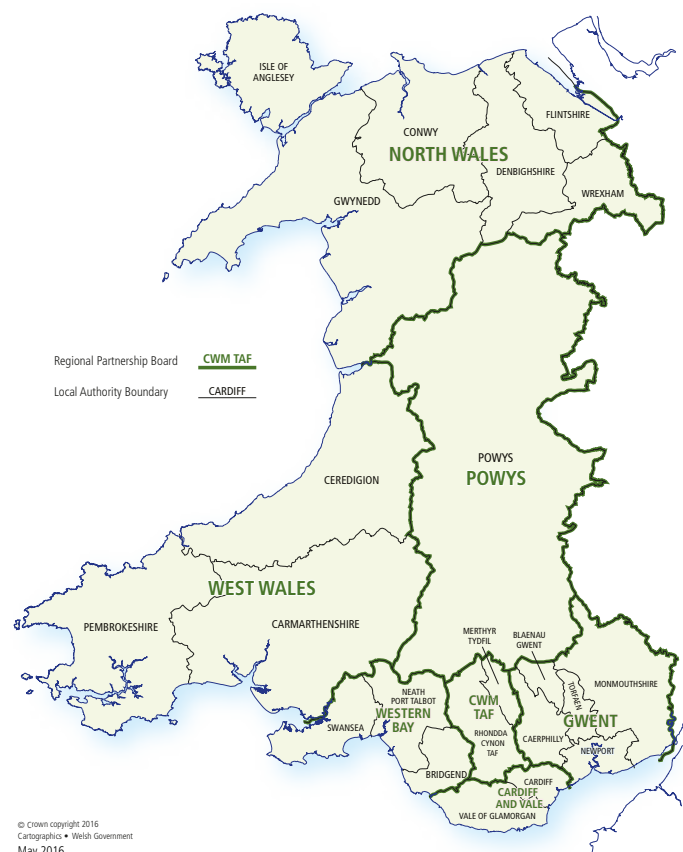 ISLE OF
ANGLESEY
FLINTSHIRE
CONWY
NORTH WALES
DENBIGHSHIRE
WREXHAM
GWYNEDD
Regional Partnership Board CWM TAF
Local Authority Boundary CARDIFF
POWYS
POWYS
CEREDIGION
WEST WALES
PEMBROKESHIRE
CARMARTHENSHIRE
MERTHYR
TYDFIL
BLAENAU
GWENT
MONMOUTHSHIRE
TORFAEN
NEATH
PORT TALBOT
CWM
TAF
WESTERN
BAY
SWANSEA
GWENT
RHONDDA
CYNON
TAF
CAERPHILLY
NEWPORT
BRIDGEND
CARDIFF
CARDIFF
AND VALE
VALE OF GLAMORGAN
© Crown copyright 2016
Cartographics • Welsh Government
May 2016